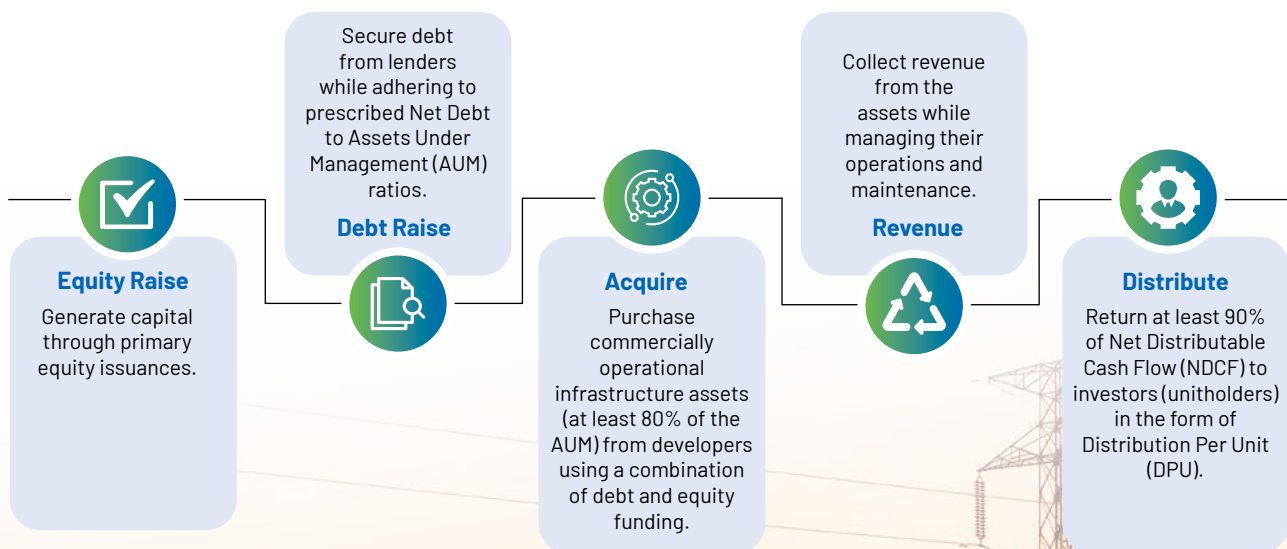 Equity Raise
Generate capital
through primary
equity issuances.
Secure debt
from lenders
while adhering to
prescribed Net Debt
to Assets Under
Management (AUM)
ratios.
Debt Raise
Acquire
Purchase
commercially
operational
infrastructure assets
(at least 80% of the
AUM) from developers
using a combination
of debt and equity
funding.
Collect revenue
from the
assets while
managing their
operations and
maintenance.
Revenue
Distribute
Return at least 90%
of Net Distributable
Cash Flow (NDCF) to
investors (unitholders)
in the form of
Distribution Per Unit
(DPU).